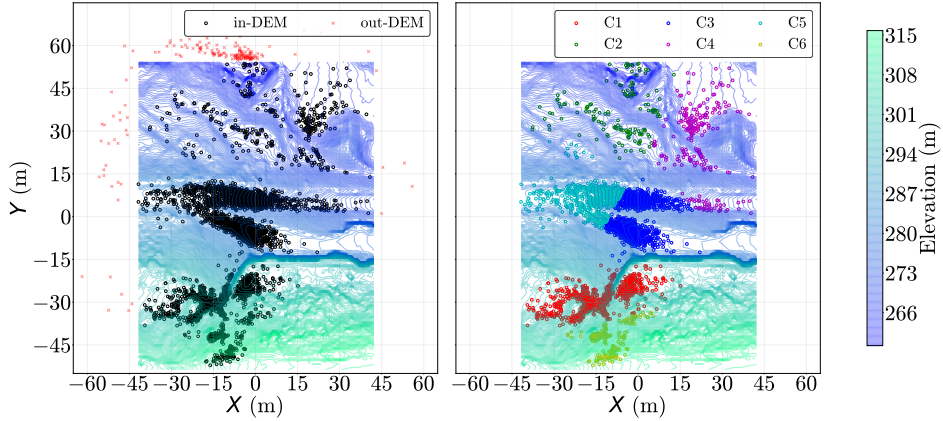 in-DEM out-DEM
C1 C3 C5
C2 C4 C6
60
45
30
15
0
−15
−30
−45
Y (m)
−60 −45 −30 −15 0 15 30 45 60
X (m)
−60 −45 −30 −15 0 15 30 45 60
X (m)
315
308
301
294
287
280
273
266
Elevation (m)